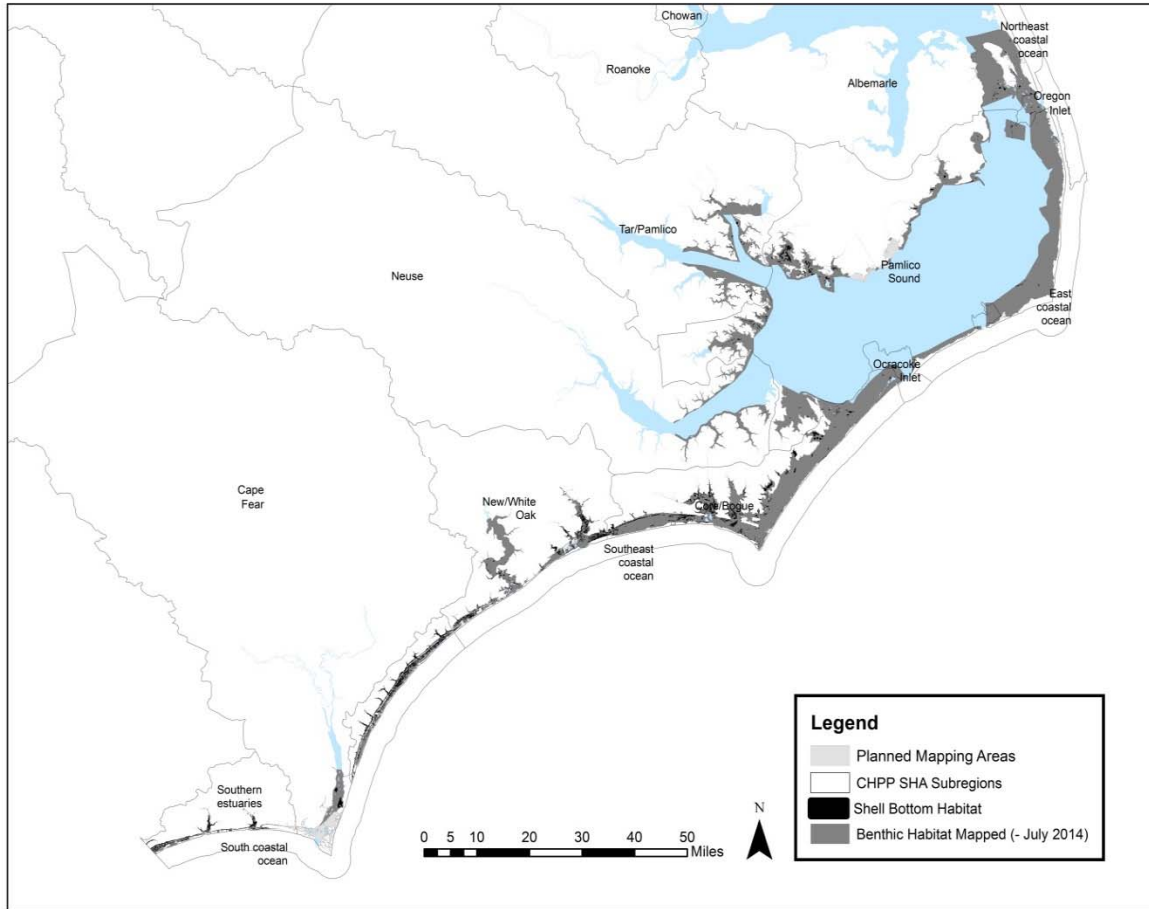 Chowan
Northeast
coastal
ocean
Roanoke
Albemarle
Oregon
Inlet
Tar/Pamlico
Neuse
Pamlico
Sound
East
coastal
ocean
Ocracoke
Inlet
Cape
Fear
New/White
Oak
Core/Bogue
Southeast
coastal
ocean
Southern
estuaries
South coastal
ocean
0 5 10 20 30 40 50
Miles
N
Legend
Planned Mapping Areas
CHPP SHA Subregions
Shell Bottom Habitat
Benthic Habitat Mapped (- July 2014)